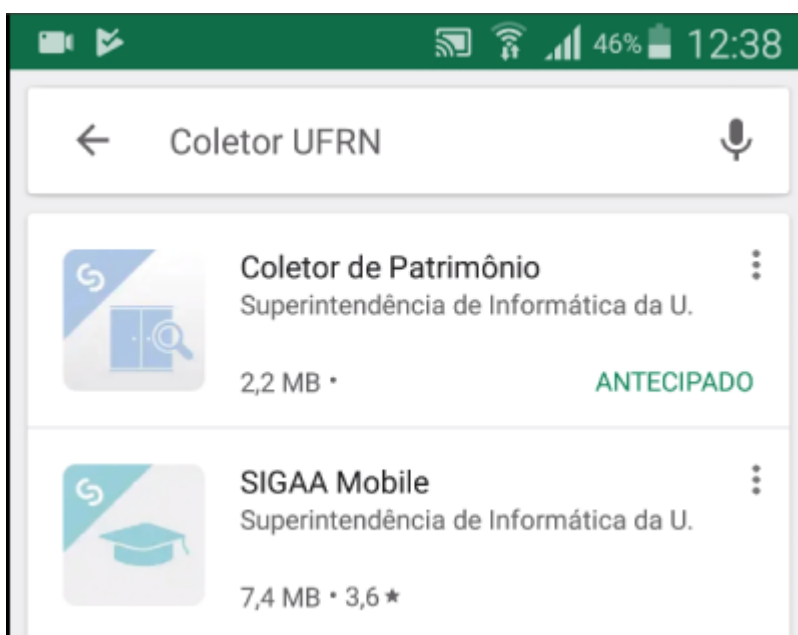 46% 12:38
Coletor UFRN
Coletor de Patrimônio
Superintendência de Informática da U.
2,2 MB •
ANTECIPADO
SIGAA Mobile
Superintendência de Informática da U.
7,4 MB • 3,6 ★